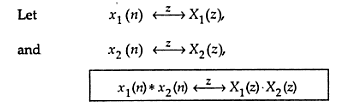 Let x₁(n) ⟷ᶻ X₁(z),
and x₂(n) ⟷ᶻ X₂(z),
x₁(n) * x₂(n) ⟷ᶻ X₁(z)·X₂(z)